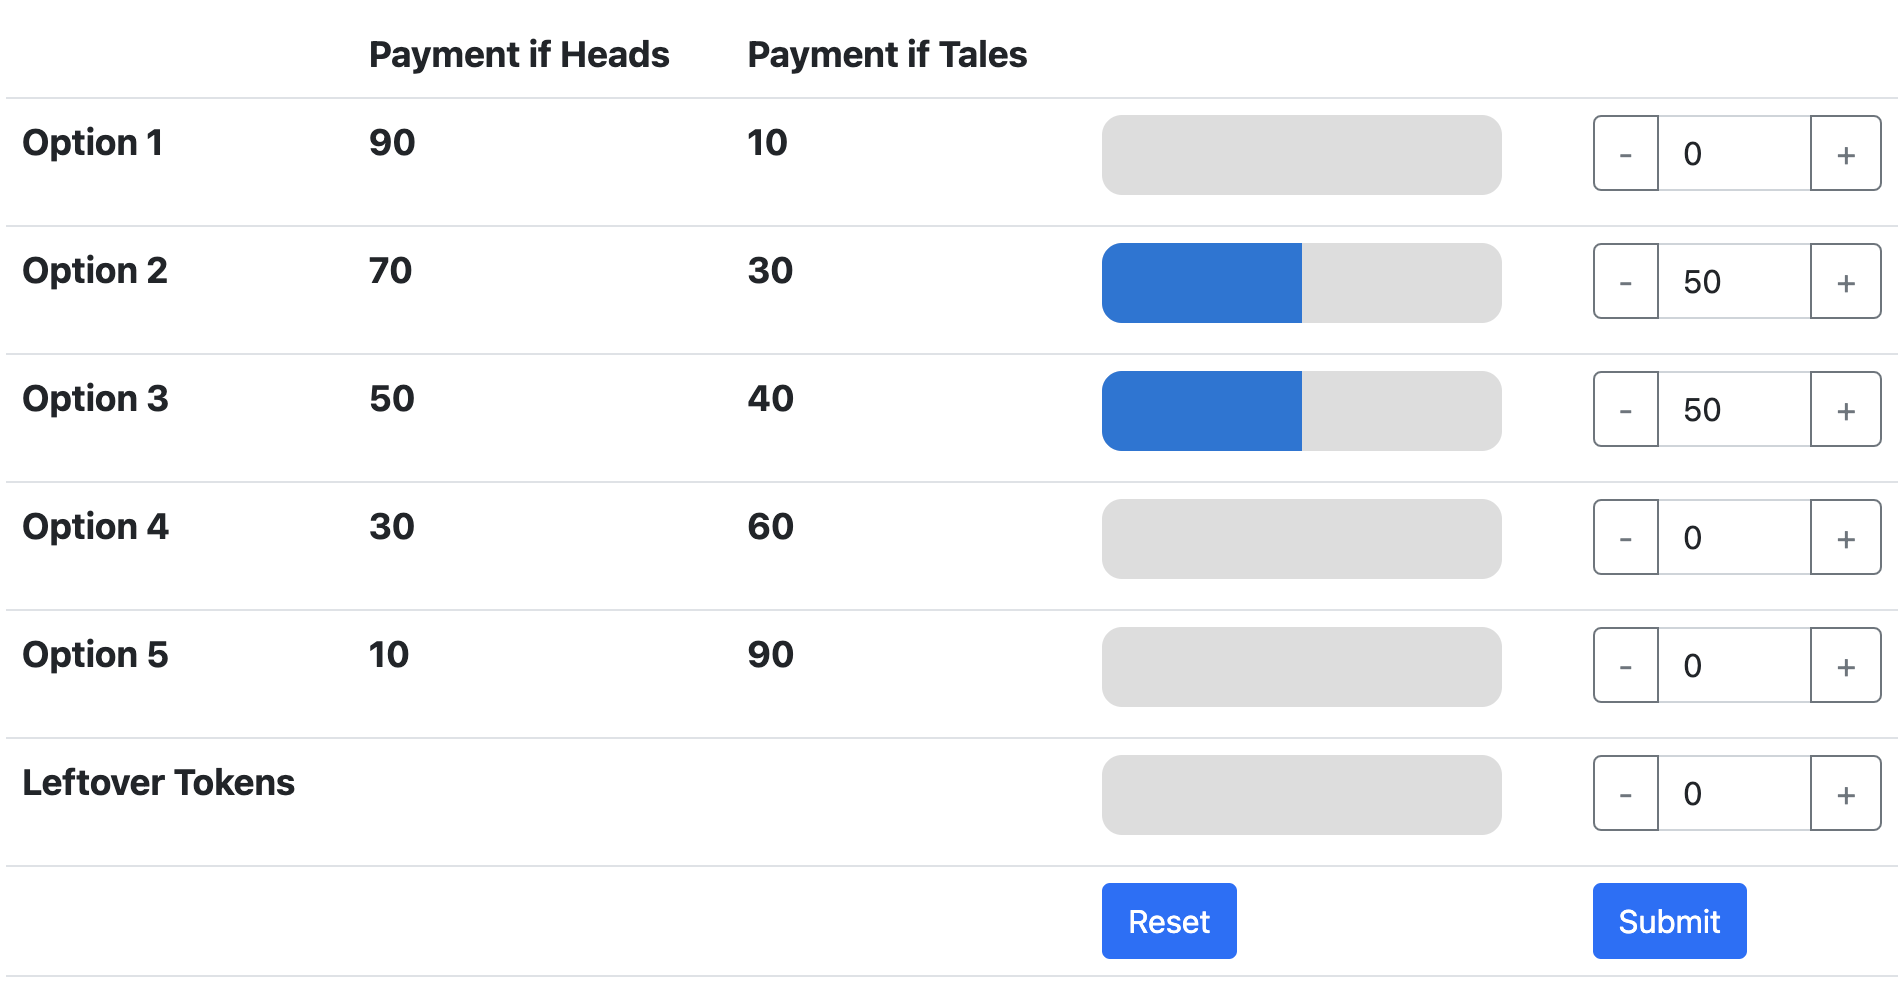 Payment if Heads Payment if Tales
Option 1 90 10 - 0 +
Option 2 70 30 - 50 +
Option 3 50 40 - 50 +
Option 4 30 60 - 0 +
Option 5 10 90 - 0 +
Leftover Tokens - 0 +
Reset Submit